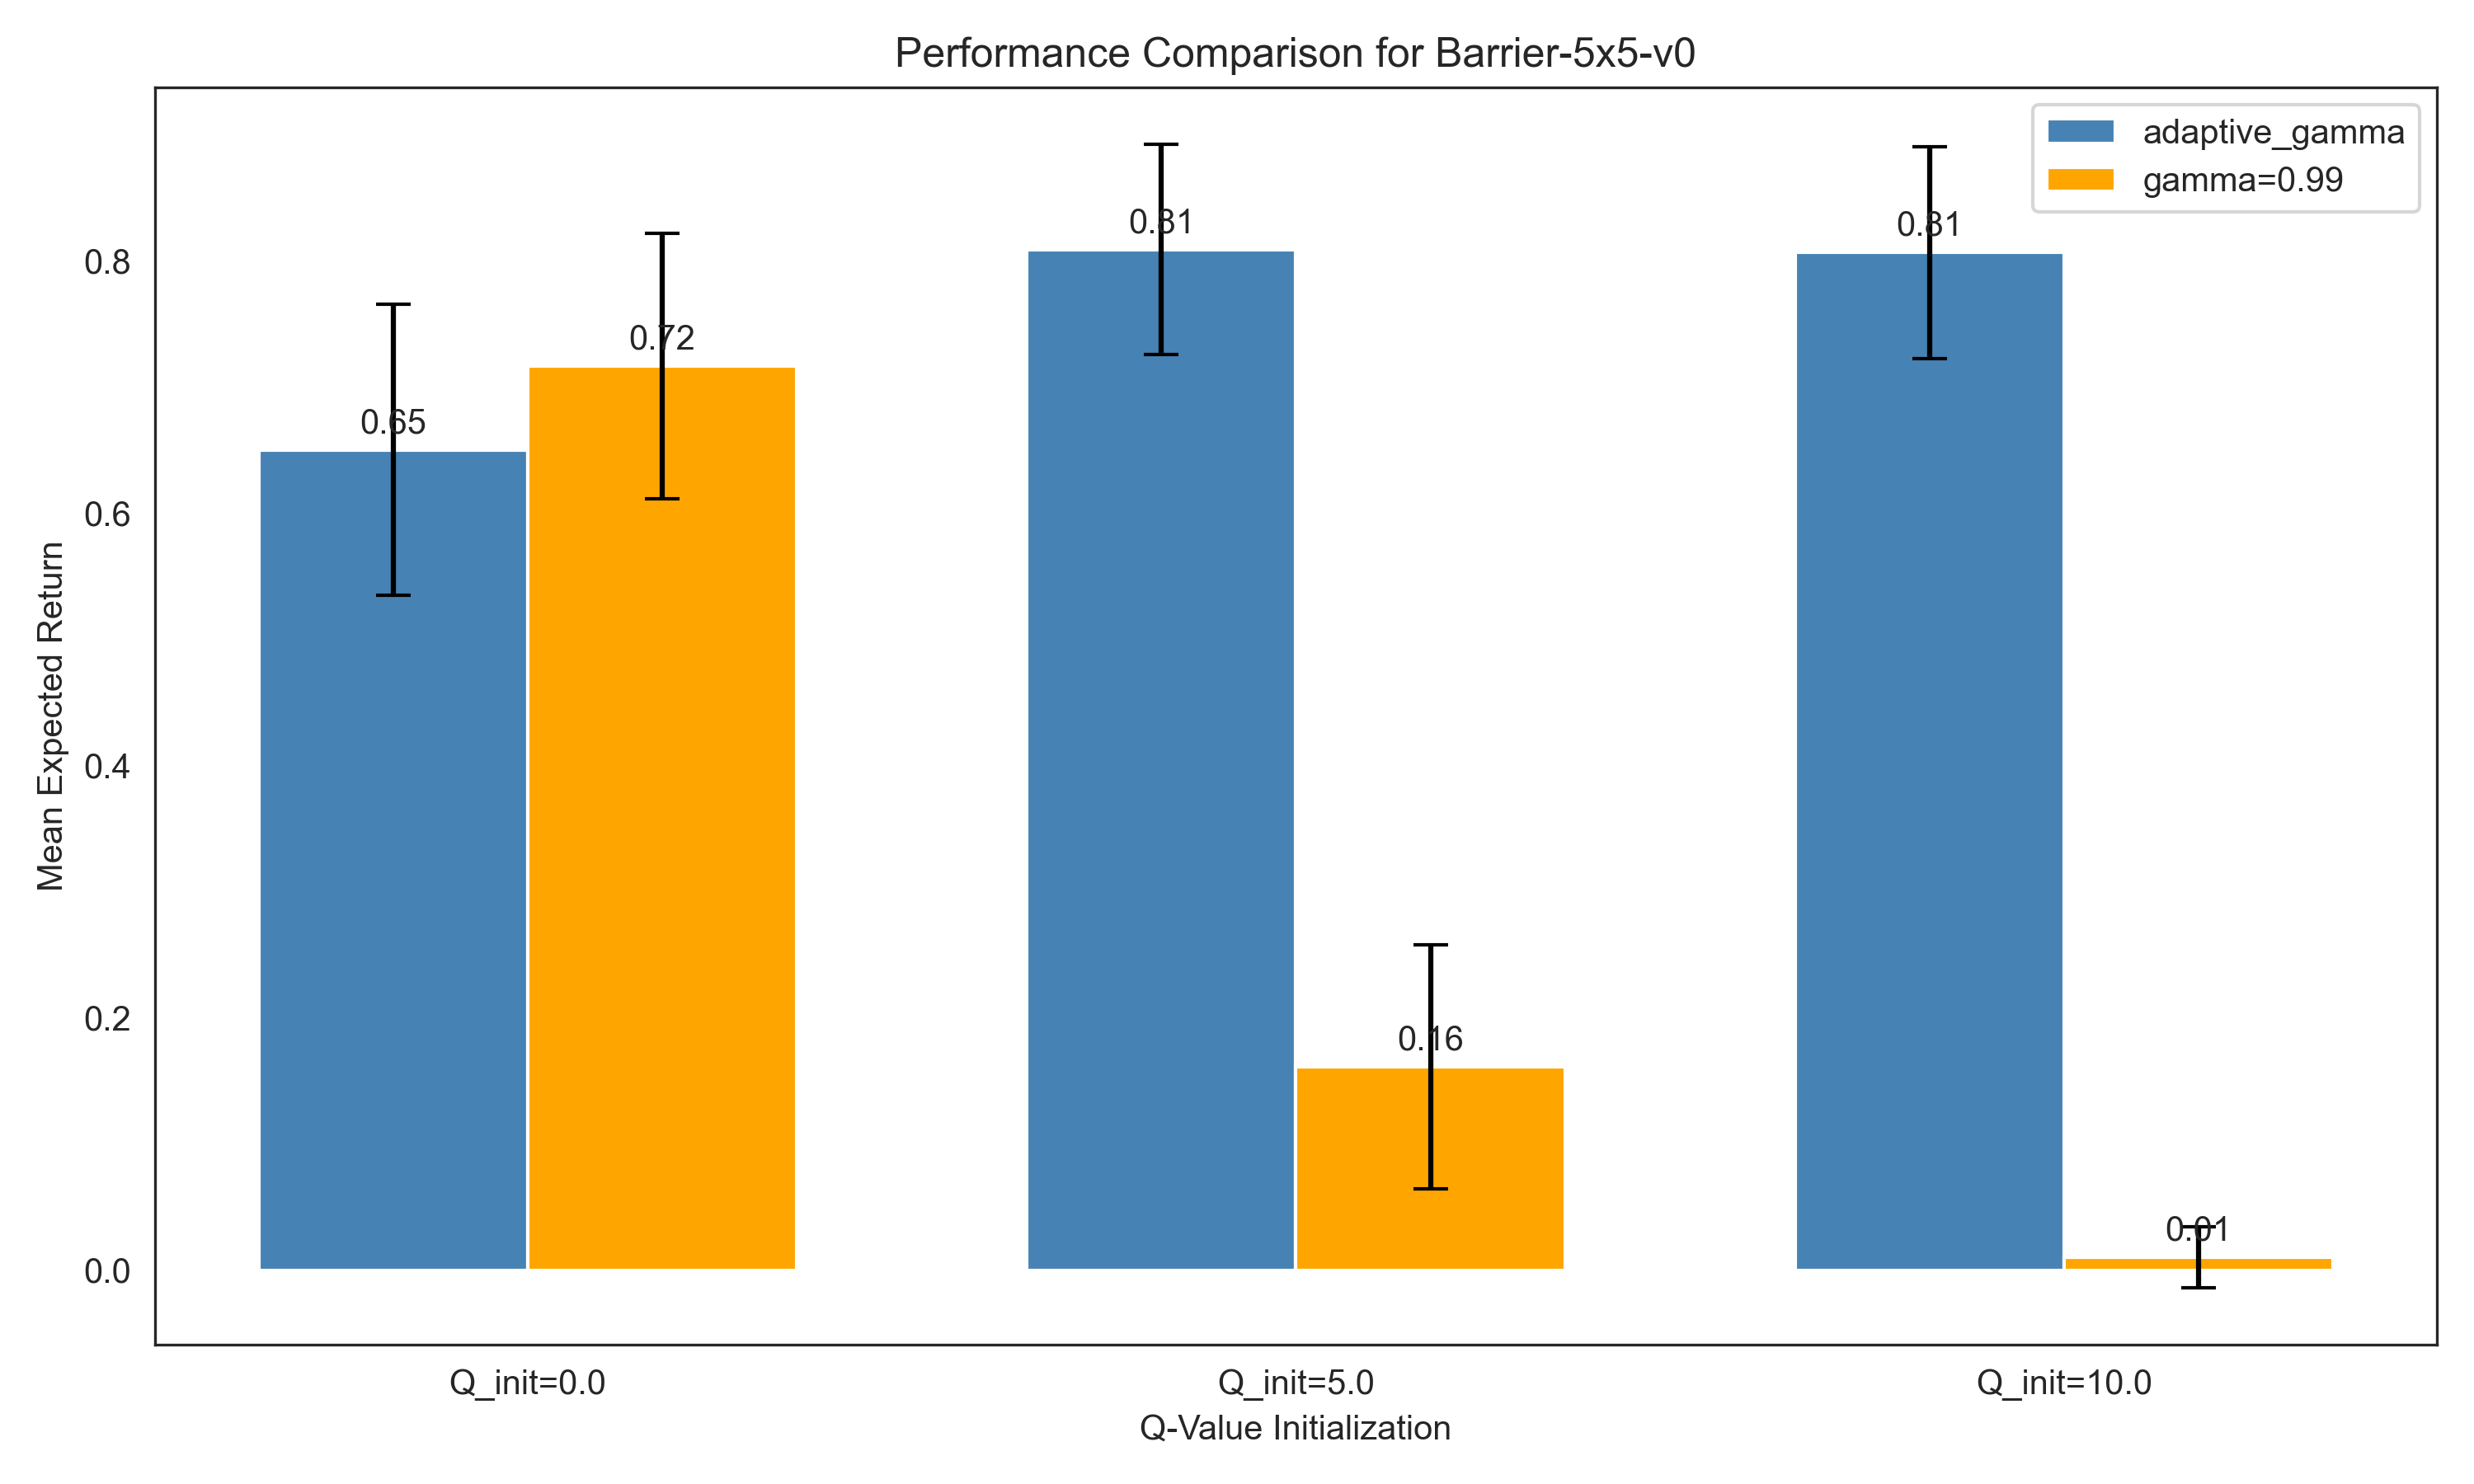 Performance Comparison for Barrier-5x5-v0
adaptive_gamma
gamma=0.99
Mean Expected Return
0.8
0.6
0.4
0.2
0.0
0.65
0.72
0.81
0.16
0.81
0.01
Q_init=0.0
Q_init=5.0
Q_init=10.0
Q-Value Initialization